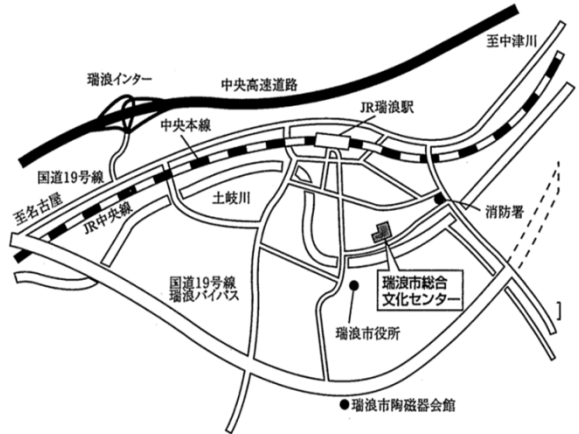 至中津川
瑞浪インター
中央高速道路
JR瑞浪駅
中央本線
国道19号線
至名古屋
JR中央線
土岐川
消防署
国道19号線
瑞浪バイパス
瑞浪市総合
文化センター
瑞浪市役所
瑞浪市陶磁器会館